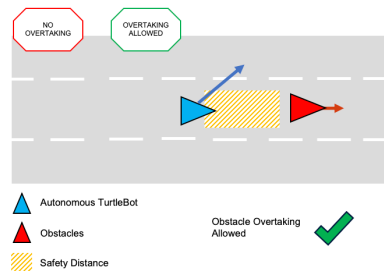 NO
OVERTAKING
OVERTAKING
ALLOWED
Autonomous TurtleBot
Obstacles
Safety Distance
Obstacle Overtaking
Allowed